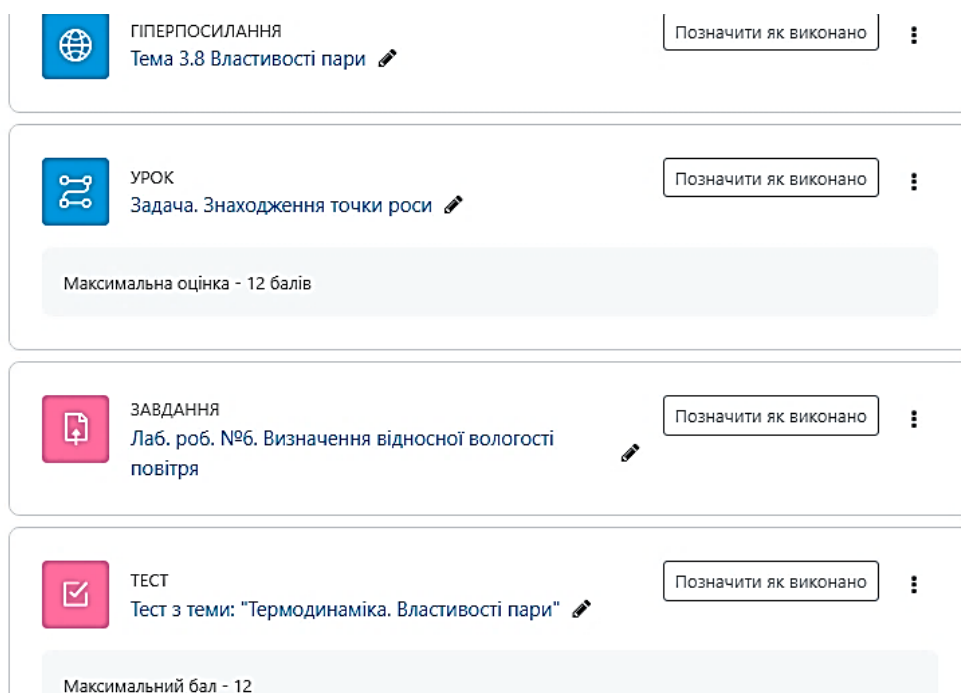 ГІПЕРПОСИЛАННЯ
Позначити як виконано
Тема 3.8 Властивості пари
УРОК
Позначити як виконано
Задача. Знаходження точки роси
Максимальна оцінка - 12 балів
ЗАВДАННЯ
Позначити як виконано
Лаб. роб. №6. Визначення відносної вологості
повітря
ТЕСТ
Позначити як виконано
Тест з теми: "Термодинаміка. Властивості пари"
Максимальний бал - 12